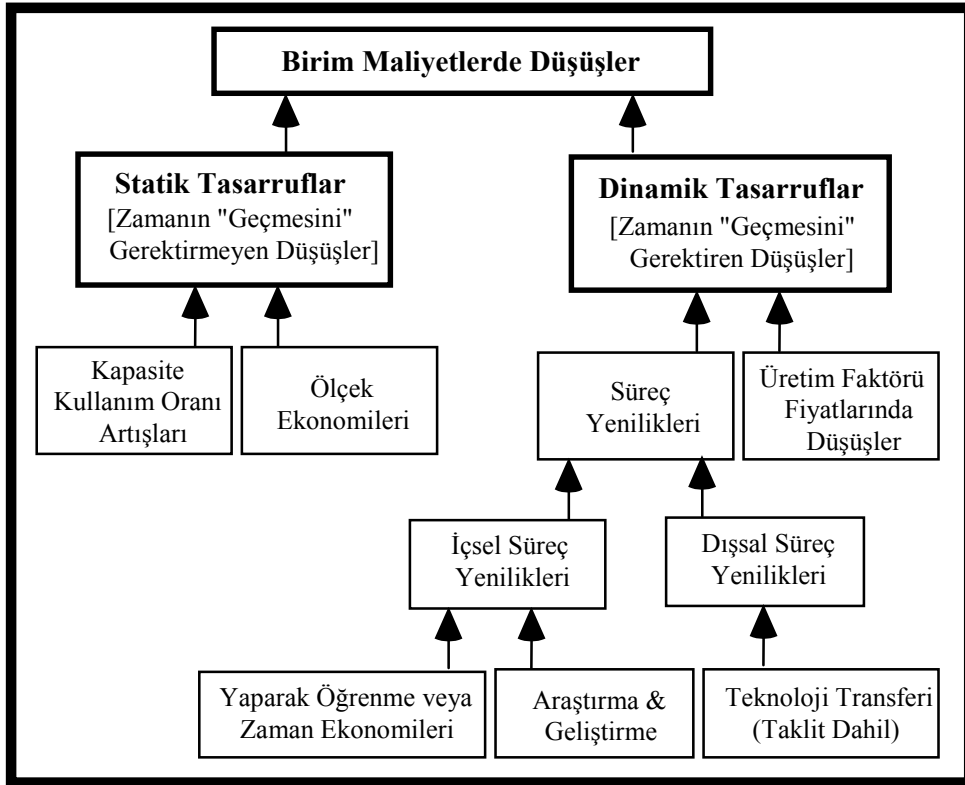 Birim Maliyetlerde Düşüşler
Statik Tasarruflar
[Zamanın "Geçmesini"
Gerektirmeyen Düşüşler]
Dinamik Tasarruflar
[Zamanın "Geçmesini"
Gerektiren Düşüşler]
Kapasite
Kullanım Oranı
Artışları
Ölçek
Ekonomileri
Süreç
Yenilikleri
Üretim Faktörü
Fiyatlarında
Düşüşler
İçsel Süreç
Yenilikleri
Dışsal Süreç
Yenilikleri
Yaparak Öğrenme veya
Zaman Ekonomileri
Araştırma &
Geliştirme
Teknoloji Transferi
(Taklit Dahil)